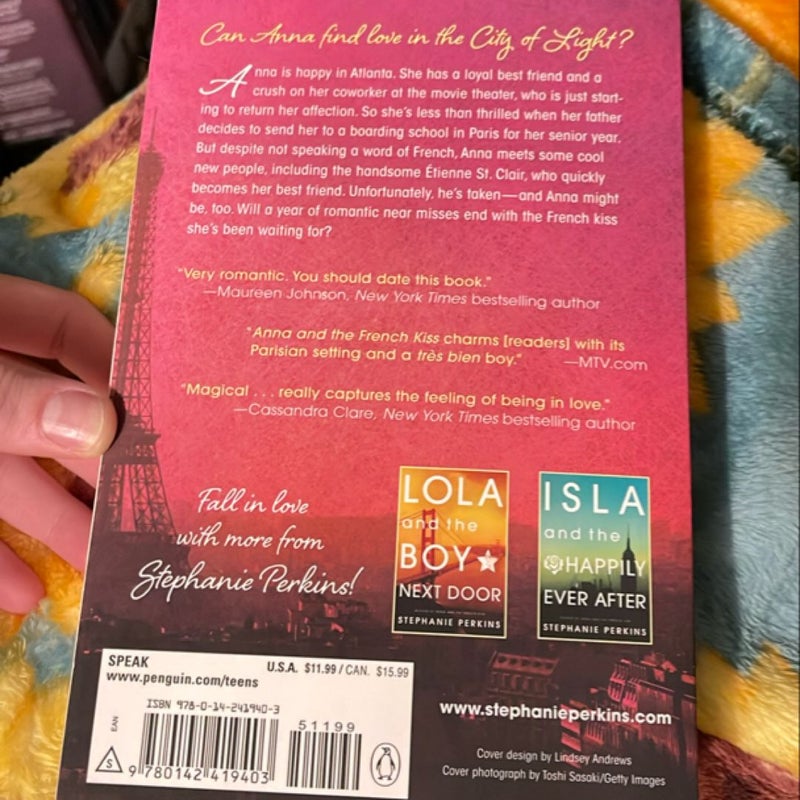 Can Anna find love in the City of Light?
Anna is happy in Atlanta. She has a loyal best friend and a
crush on her coworker at the movie theater, who is just start-
ing to return her affection. So she's less than thrilled when her father
decides to send her to a boarding school in Paris for her senior year.
But despite not speaking a word of French, Anna meets some cool
new people, including the handsome Étienne St. Clair, who quickly
becomes her best friend. Unfortunately, he's taken—and Anna might
be, too. Will a year of romantic near misses end with the French kiss
she's been waiting for?
"Very romantic. You should date this book."
—Maureen Johnson, New York Times bestselling author
"Anna and the French Kiss charms [readers] with its
Parisian setting and a très bien boy." —MTV.com
"Magical . . . really captures the feeling of being in love."
—Cassandra Clare, New York Times bestselling author
Fall in love
with more from
Stephanie Perkins!
LOLA
and the
BOY
NEXT DOOR
STEPHANIE PERKINS
ISLA
and the
HAPPILY
EVER AFTER
STEPHANIE PERKINS
SPEAK
www.penguin.com/teens
U.S.A. $11.99 / CAN. $15.99
ISBN 978-0-14-241940-3
51199
EAN
S
9 780142 419403
www.stephanieperkins.com
Cover design by Lindsey Andrews
Cover photograph by Toshi Sasaki/Getty Images